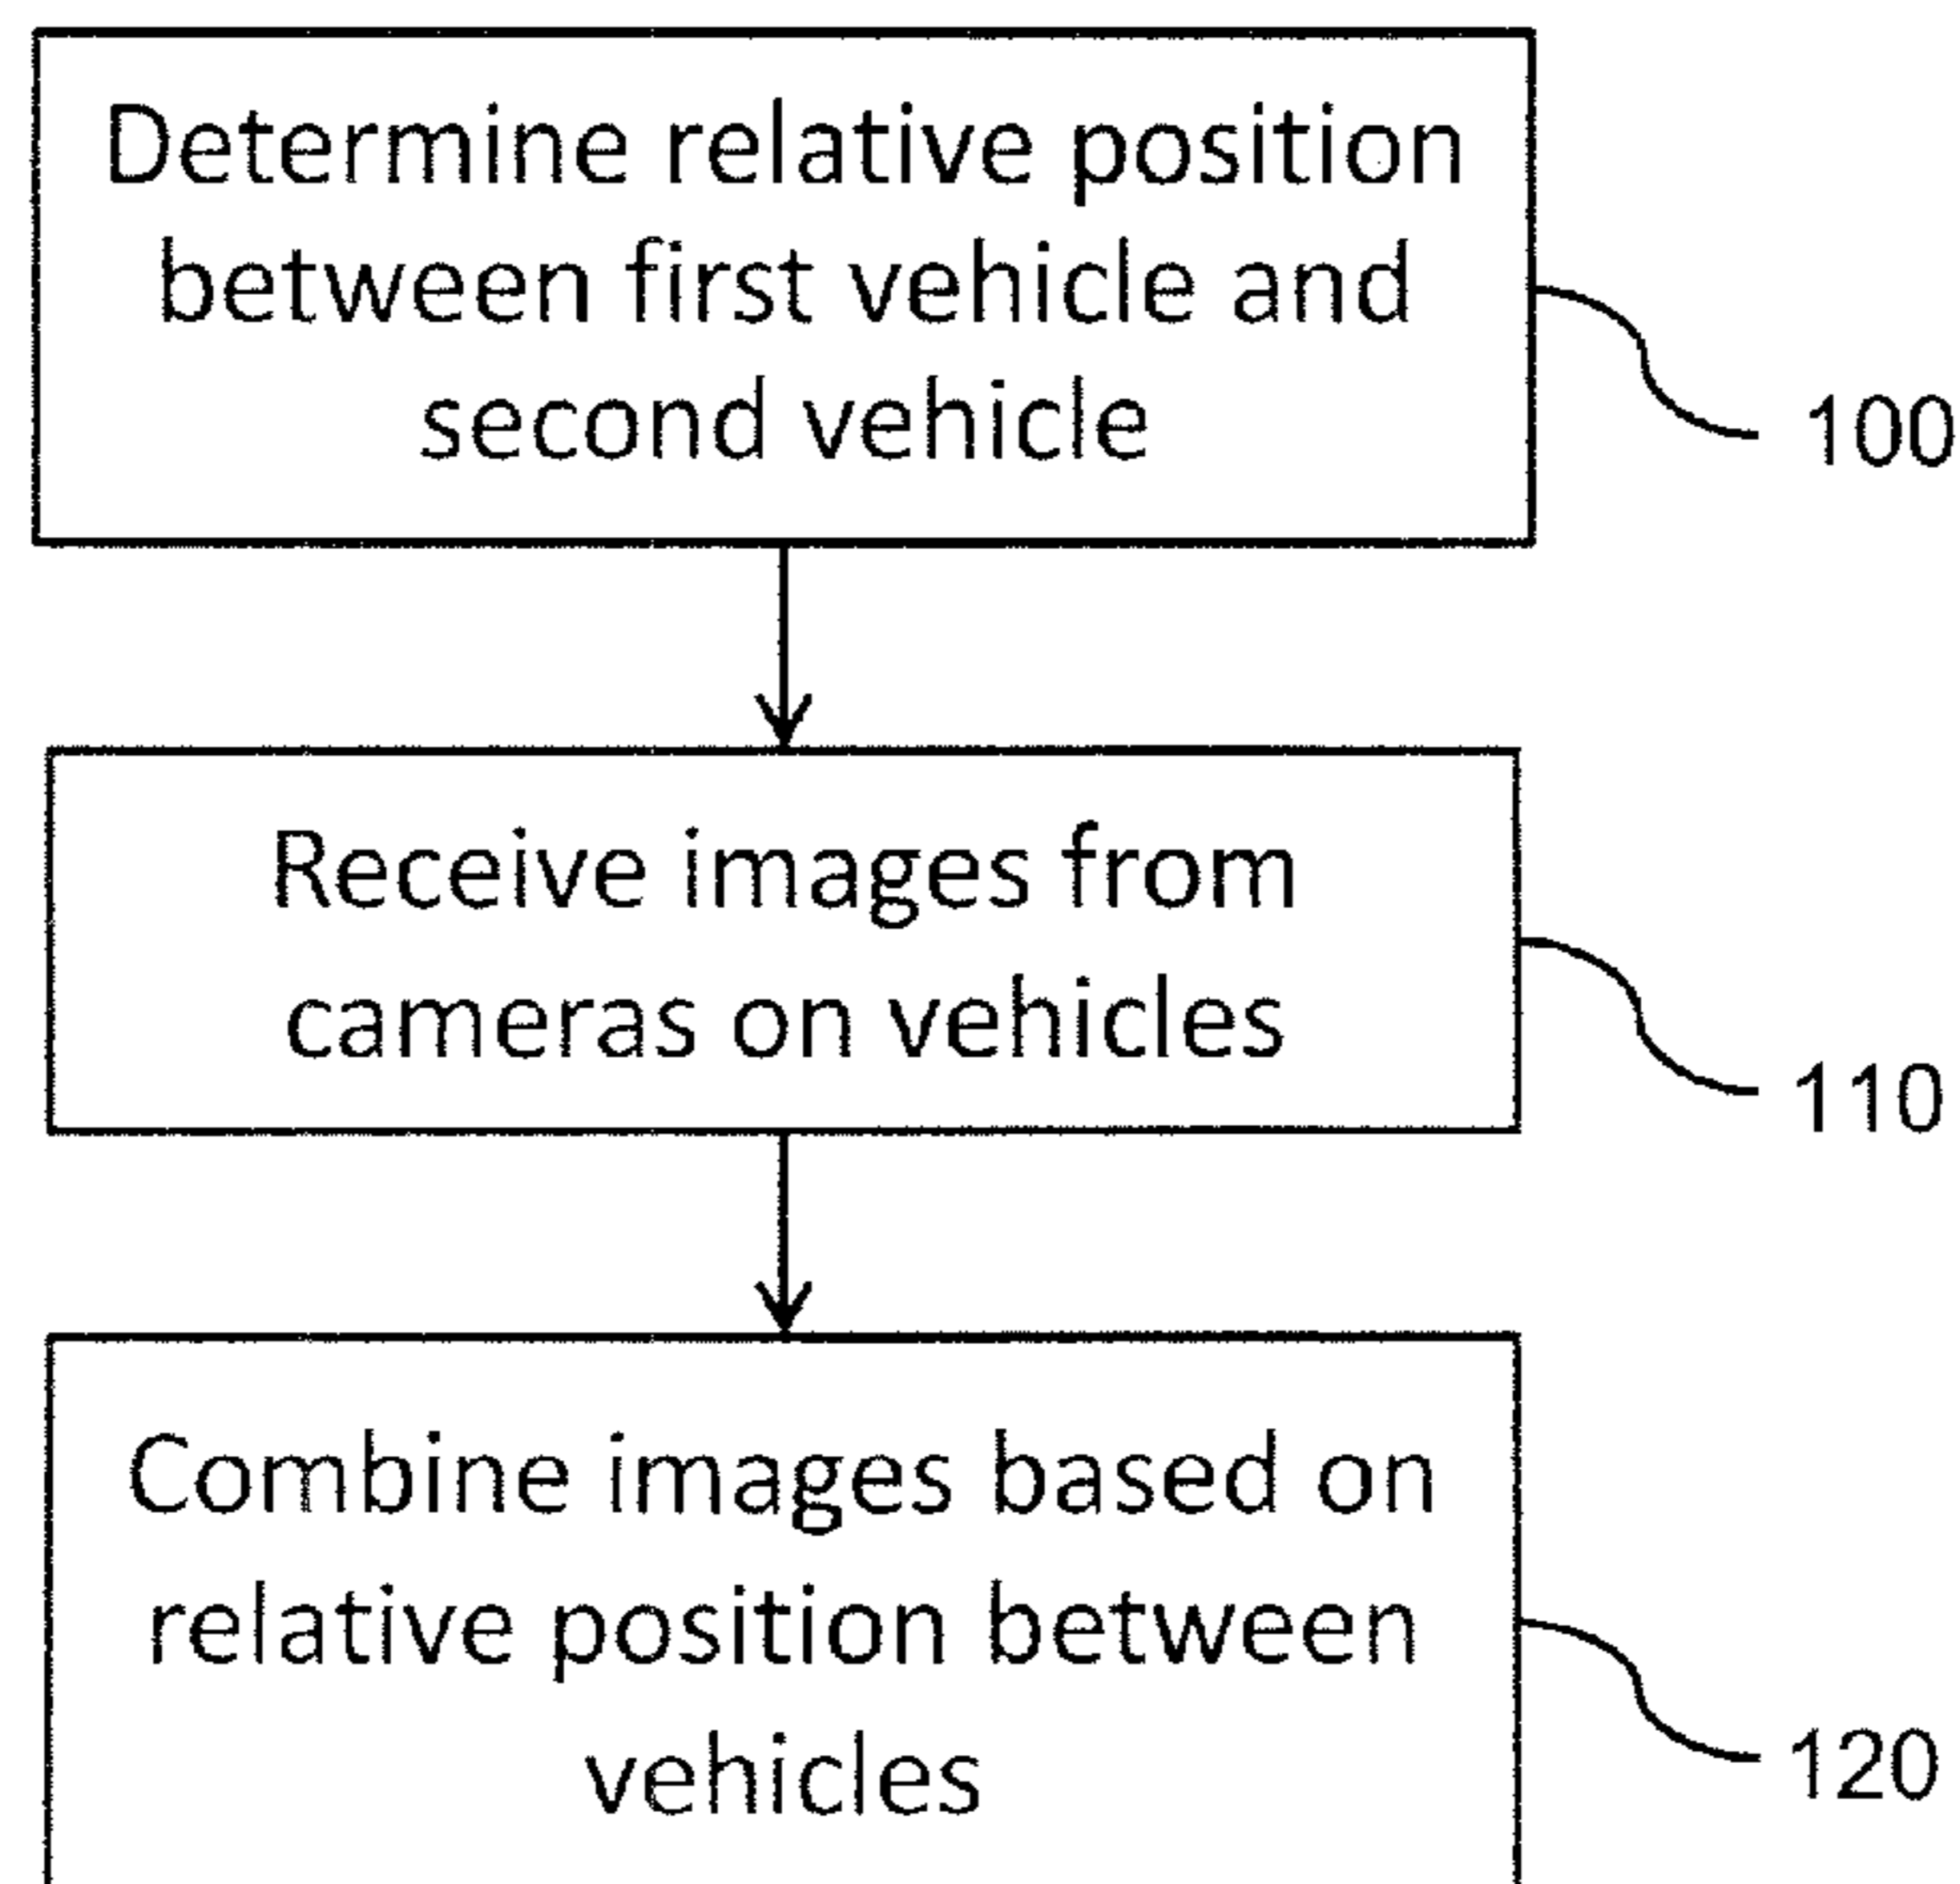 Determine relative position
between first vehicle and
second vehicle
100
Receive images from
cameras on vehicles
110
Combine images based on
relative position between
vehicles
120